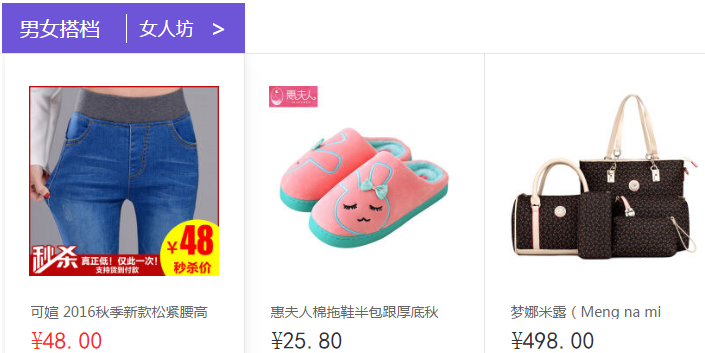 男女搭档 女人坊 >
秒杀 真正低！仅此一次！
支持货到付款
¥48
秒杀价
惠夫人
可媗 2016秋季新款松紧腰高
惠夫人棉拖鞋半包跟厚底秋
梦娜米露（Meng na mi
¥48.00
¥25.80
¥498.00